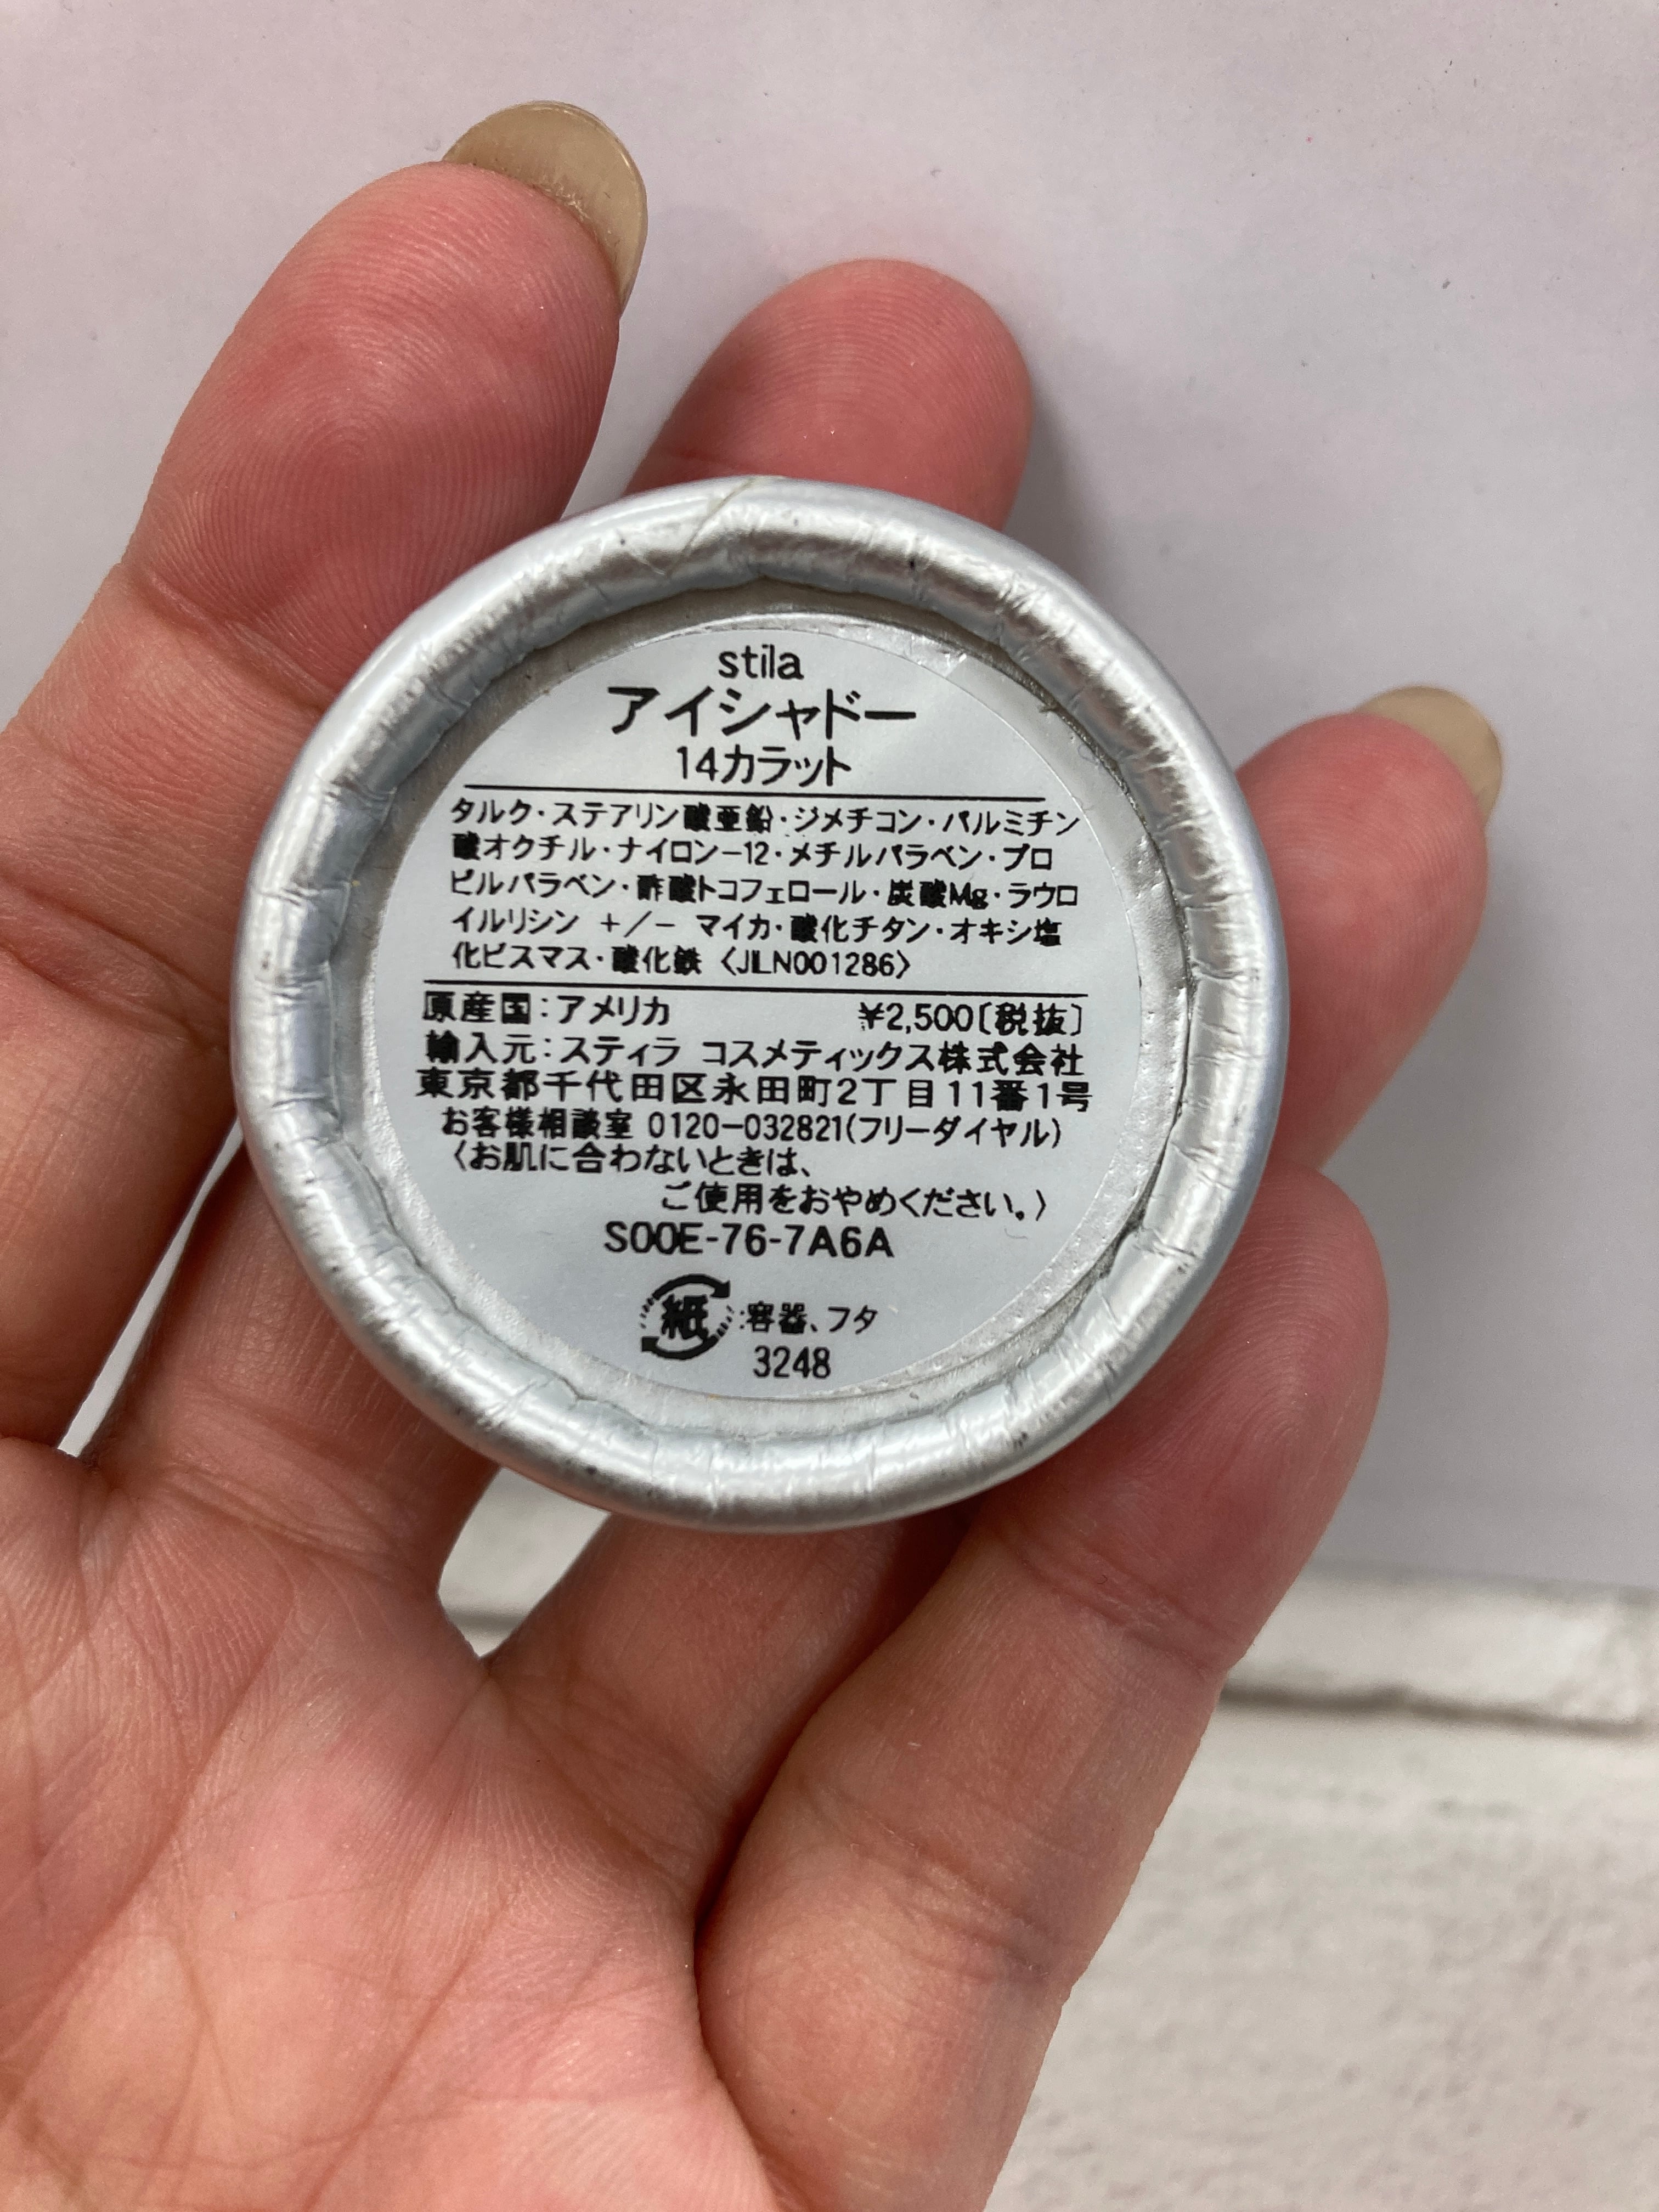 stila
アイシャドー
14カラット
タルク・ステアリン酸亜鉛・ジメチコン・パルミチン
酸オクチル・ナイロン-12・メチルパラベン・プロ
ピルパラベン・酢酸トコフェロール・炭酸Mg・ラウロ
イルリシン +/- マイカ・酸化チタン・オキシ塩
化ビスマス・酸化鉄〈JLN001286〉
原産国:アメリカ ¥2,500[税抜]
輸入元:スティラ コスメティックス株式会社
東京都千代田区永田町2丁目11番1号
お客様相談室 0120-032821(フリーダイヤル)
〈お肌に合わないときは、
ご使用をおやめください。〉
S00E-76-7A6A
紙:容器、フタ
3248